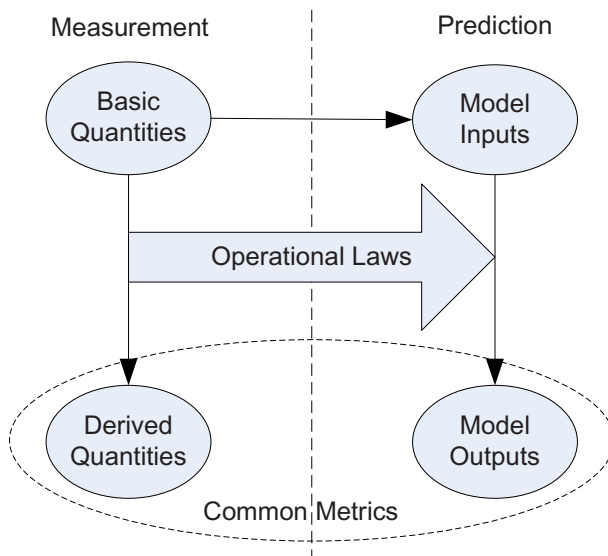 Measurement
Prediction
Basic
Quantities
Model
Inputs
Operational Laws
Derived
Quantities
Model
Outputs
Common Metrics